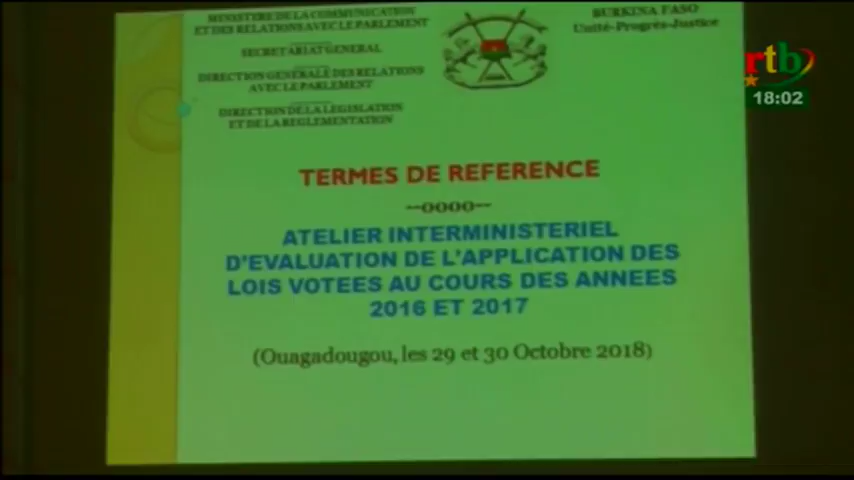 MINISTERE DE LA COMMUNICATION
ET DES RELATIONS AVEC LE PARLEMENT
SECRETARIAT GENERAL
DIRECTION GENERALE DES RELATIONS
AVEC LE PARLEMENT
DIRECTION DE LA LEGISLATION
ET DE LA REGLEMENTATION
BURKINA FASO
Unité-Progrès-Justice
rtb
18:02
TERMES DE REFERENCE
--oooo--
ATELIER INTERMINISTERIEL
D'EVALUATION DE L'APPLICATION DES
LOIS VOTEES AU COURS DES ANNEES
2016 ET 2017
(Ouagadougou, les 29 et 30 Octobre 2018)